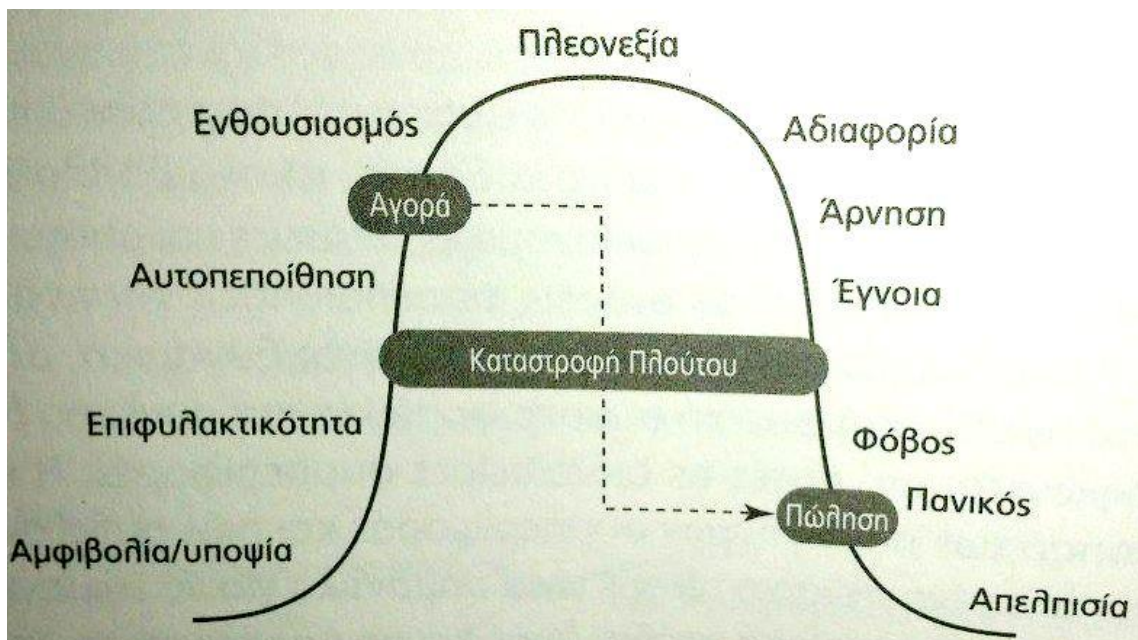 Πλεονεξία
Ενθουσιασμός
Αδιαφορία
Αγορά
Άρνηση
Αυτοπεποίθηση
Έγνοια
Καταστροφή Πλούτου
Επιφυλακτικότητα
Φόβος
Πανικός
Πώληση
Αμφιβολία/υποψία
Απελπισία